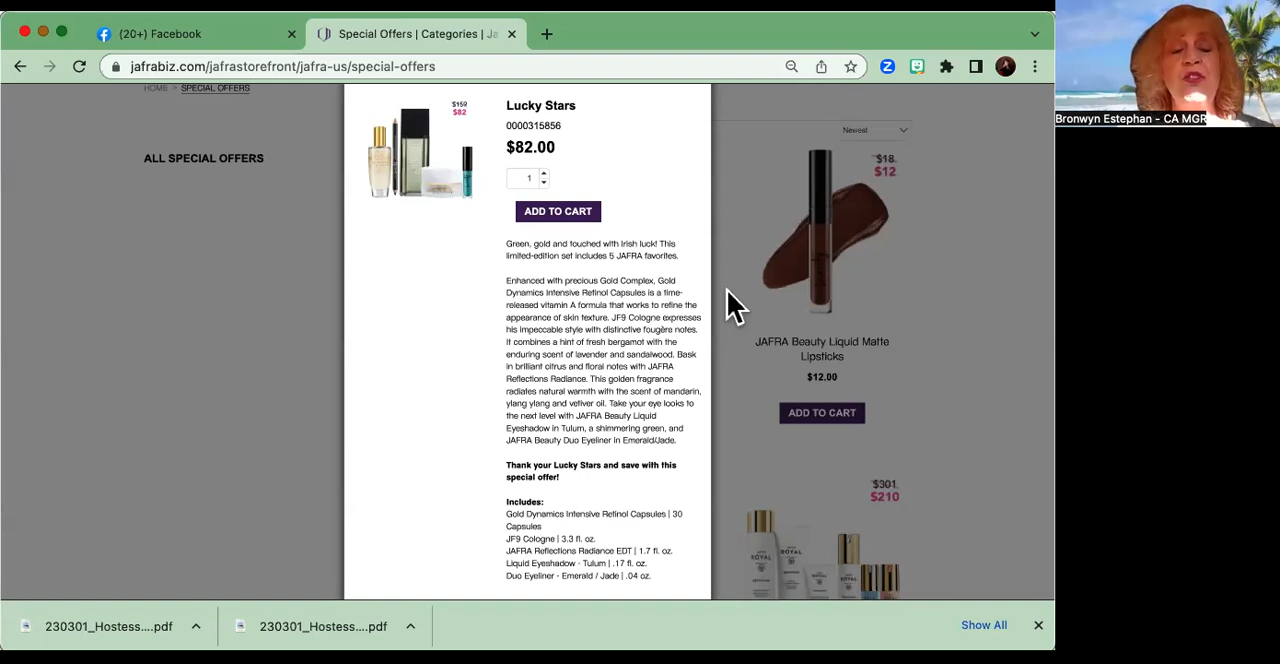 (20+) Facebook
Special Offers | Categories | Ja
jafrabiz.com/jafrastorefront/jafra-us/special-offers
Bronwyn Estephan - CA MGR
HOME > SPECIAL OFFERS
ALL SPECIAL OFFERS
$159
$82
Lucky Stars
0000315856
$82.00
1
ADD TO CART
Green, gold and touched with Irish luck! This
limited-edition set includes 5 JAFRA favorites.
Enhanced with precious Gold Complex, Gold
Dynamics Intensive Retinol Capsules is a time-
released vitamin A formula that works to refine the
appearance of skin texture. JF9 Cologne expresses
his impeccable style with distinctive fougère notes.
It combines a hint of fresh bergamot with the
enduring scent of lavender and sandalwood. Bask
in brilliant citrus and floral notes with JAFRA
Reflections Radiance. This golden fragrance
radiates natural warmth with the scent of mandarin,
ylang ylang and vetiver oil. Take your eye looks to
the next level with JAFRA Beauty Liquid
Eyeshadow in Tulum, a shimmering green, and
JAFRA Beauty Duo Eyeliner in Emerald/Jade.
Thank your Lucky Stars and save with this
special offer!
Includes:
Gold Dynamics Intensive Retinol Capsules | 30
Capsules
JF9 Cologne | 3.3 fl. oz.
JAFRA Reflections Radiance EDT | 1.7 fl. oz.
Liquid Eyeshadow - Tulum | .17 fl. oz.
Duo Eyeliner - Emerald / Jade | .04 oz.
Newest
$18
$12
JAFRA Beauty Liquid Matte
Lipsticks
$12.00
ADD TO CART
$301
$210
ROYAL
ROYAL
230301_Hostess....pdf
230301_Hostess....pdf
Show All